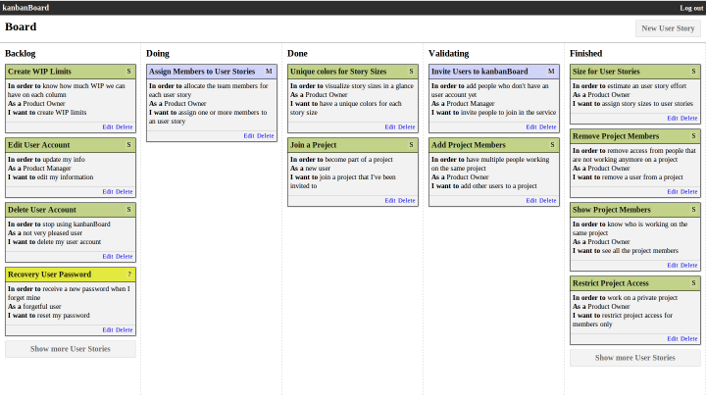 kanbanBoard
Log out
Board
New User Story
Backlog
Create WIP Limits S
In order to know how much WIP we can
have on each column
As a Product Owner
I want to create WIP limits
Edit Delete
Edit User Account S
In order to update my info
As a Product Manager
I want to edit my information
Edit Delete
Delete User Account S
In order to stop using kanbanBoard
As a not very pleased user
I want to delete my user account
Edit Delete
Recovery User Password ?
In order to receive a new password when I
forget mine
As a forgetful user
I want to reset my password
Edit Delete
Show more User Stories
Doing
Assign Members to User Stories M
In order to allocate the team members for
each user story
As a Product Owner
I want to assign one or more members to
an user story
Edit Delete
Done
Unique colors for Story Sizes S
In order to visualize story sizes in a glance
As a Product Owner
I want to have a unique colors for each
story size
Edit Delete
Join a Project S
In order to become part of a project
As a new user
I want to join a project that I've been
invited to
Edit Delete
Validating
Invite Users to kanbanBoard M
In order to add people who don't have an
user account yet
As a Product Manager
I want to invite people to join in the service
Edit Delete
Add Project Members S
In order to have multiple people working
on the same project
As a Product Owner
I want to add other users to a project
Edit Delete
Finished
Size for User Stories S
In order to estimate an user story effort
As a Product Owner
I want to assign story sizes to user stories
Edit Delete
Remove Project Members S
In order to remove access from people that
are not working anymore on a project
As a Product Owner
I want to remove a user from a project
Edit Delete
Show Project Members S
In order to know who is working on the
same project
As a Product Owner
I want to see all the project members
Edit Delete
Restrict Project Access S
In order to work on a private project
As a Product Owner
I want to restrict project access for
members only
Edit Delete
Show more User Stories